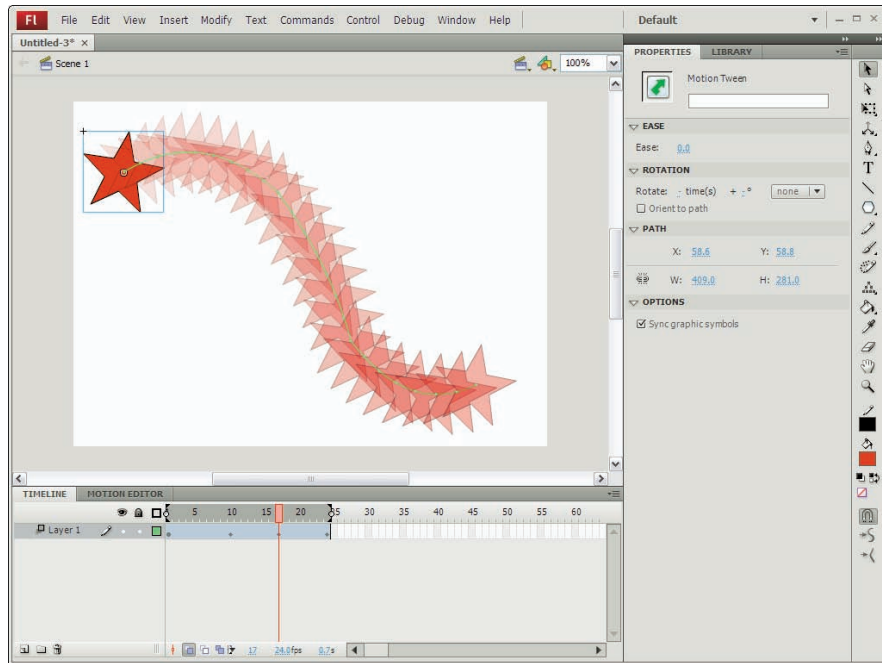 Fl File Edit View Insert Modify Text Commands Control Debug Window Help Default
Untitled-3* ×
Scene 1 100%
PROPERTIES LIBRARY
Motion Tween
EASE
Ease: 0.0
ROTATION
Rotate: - time(s) + - ° none
Orient to path
PATH
X: 58.6 Y: 58.8
W: 409.0 H: 281.0
OPTIONS
Sync graphic symbols
T
TIMELINE MOTION EDITOR
5 10 15 20 25 30 35 40 45 50 55 60
Layer 1
17 24.0fps 0.7s